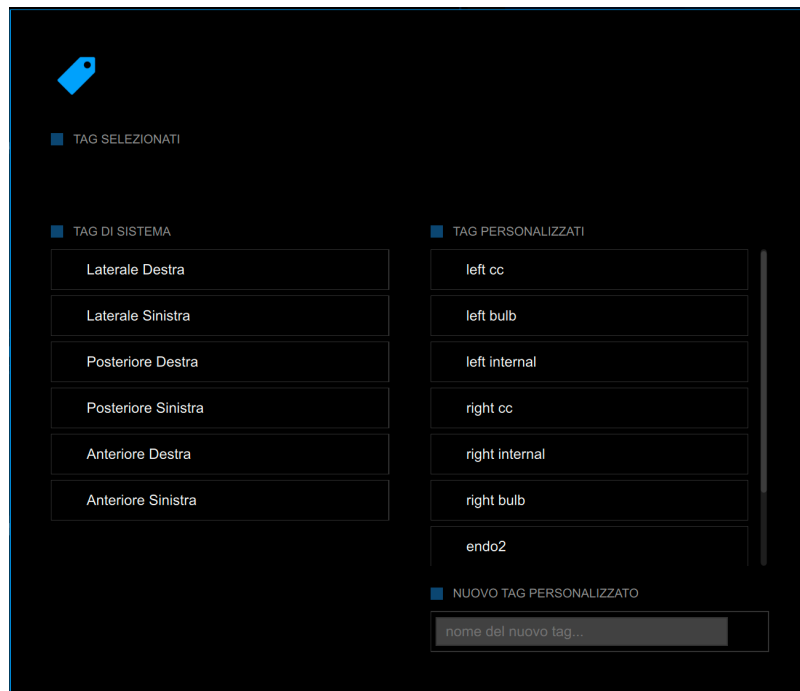 TAG SELEZIONATI
TAG DI SISTEMA
Laterale Destra
Laterale Sinistra
Posteriore Destra
Posteriore Sinistra
Anteriore Destra
Anteriore Sinistra
TAG PERSONALIZZATI
left cc
left bulb
left internal
right cc
right internal
right bulb
endo2
NUOVO TAG PERSONALIZZATO
nome del nuovo tag...